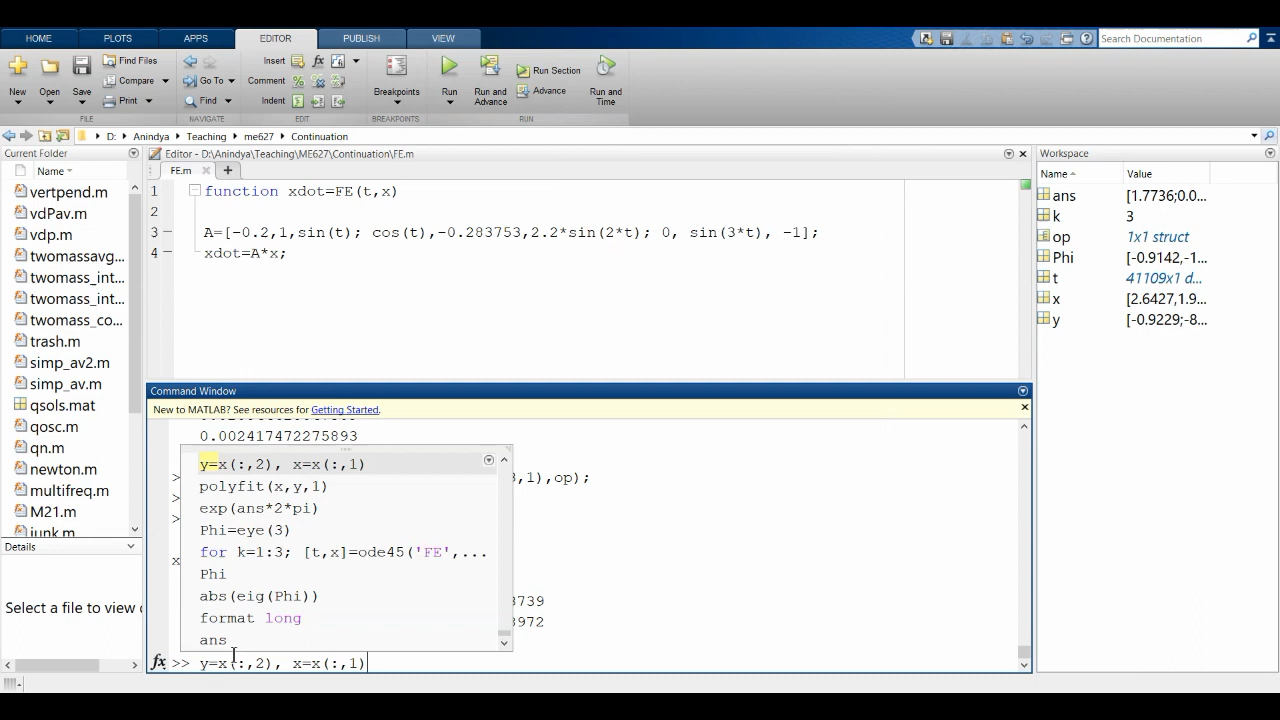 HOME PLOTS APPS EDITOR PUBLISH VIEW Search Documentation
New Open Save Find Files Compare Print Go To Find Insert Comment Indent fx Breakpoints Run Run and Advance Run Section Advance Run and Time
FILE NAVIGATE EDIT BREAKPOINTS RUN
D: Anindya Teaching me627 Continuation
Current Folder
Name
vertpend.m
vdPav.m
vdp.m
twomassavg...
twomass_int...
twomass_int...
twomass_co...
trash.m
simp_av2.m
simp_av.m
qsols.mat
qosc.m
qn.m
newton.m
multifreq.m
M21.m
junk.m
Details
Select a file to view
Editor - D:\Anindya\Teaching\ME627\Continuation\FE.m
FE.m
1 function xdot=FE(t,x)
2
3 A=[-0.2,1,sin(t); cos(t),-0.283753,2.2*sin(2*t); 0, sin(3*t), -1];
4 xdot=A*x;
Command Window
New to MATLAB? See resources for Getting Started.
0.002417472275893
,1),op);
y=x(:,2), x=x(:,1)
polyfit(x,y,1)
exp(ans*2*pi)
Phi=eye(3)
for k=1:3; [t,x]=ode45('FE',...
Phi
abs(eig(Phi))
format long
ans
x
8739
8972
fx >> y=x(:,2), x=x(:,1)
Workspace
Name Value
ans [1.7736;0.0...
k 3
op 1x1 struct
Phi [-0.9142,-1...
t 41109x1 d...
x [2.6427,1.9...
y [-0.9229;-8...